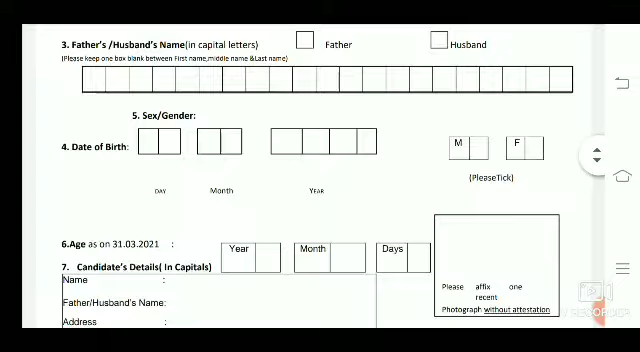 3. Father's /Husband's Name(in capital letters) Father Husband
(Please keep one box blank between First name, middle name &Last name)
5. Sex/Gender:
4. Date of Birth: M F
(PleaseTick)
DAY Month YEAR
6.Age as on 31.03.2021 : Year Month Days
7. Candidate's Details( In Capitals)
Name :
Father/Husband's Name:
Address :
Please affix one
recent
Photograph without attestation
RECORDER